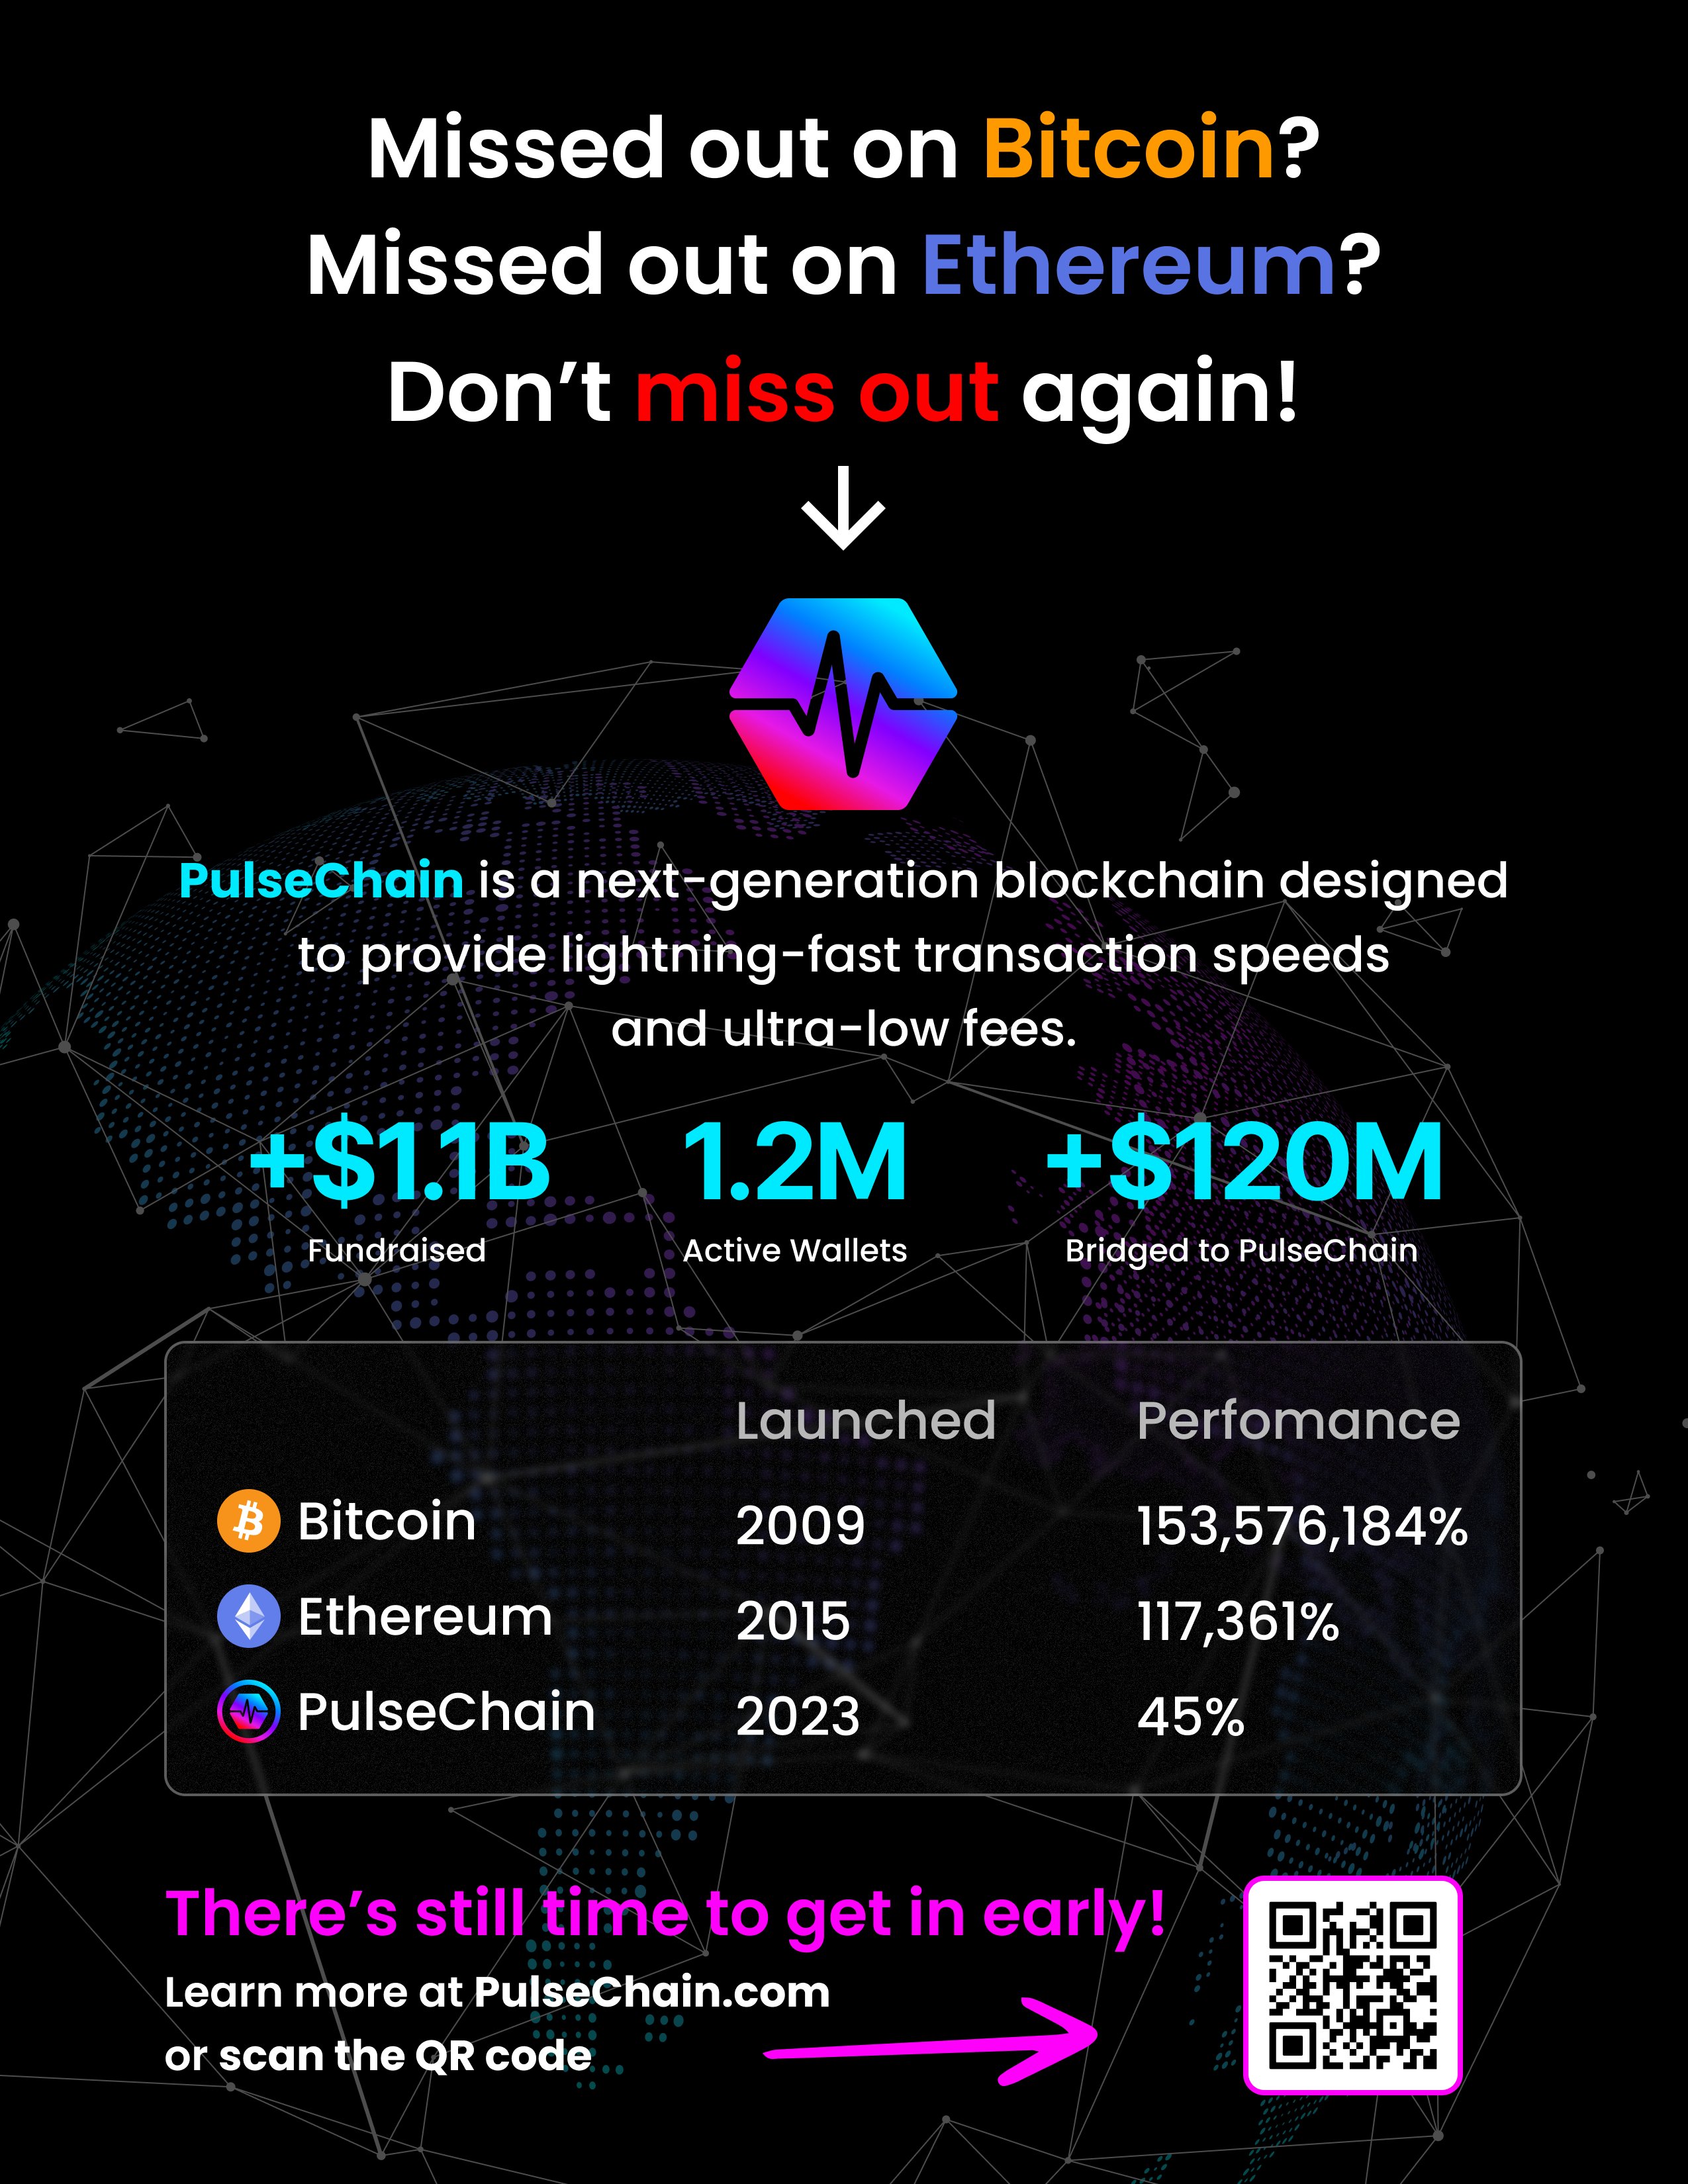 Missed out on Bitcoin?
Missed out on Ethereum?
Don’t miss out again!
PulseChain is a next-generation blockchain designed
to provide lightning-fast transaction speeds
and ultra-low fees.
+$1.1B 1.2M +$120M
Fundraised Active Wallets Bridged to PulseChain
Launched Perfomance
Bitcoin 2009 153,576,184%
Ethereum 2015 117,361%
PulseChain 2023 45%
There’s still time to get in early!
Learn more at PulseChain.com
or scan the QR code